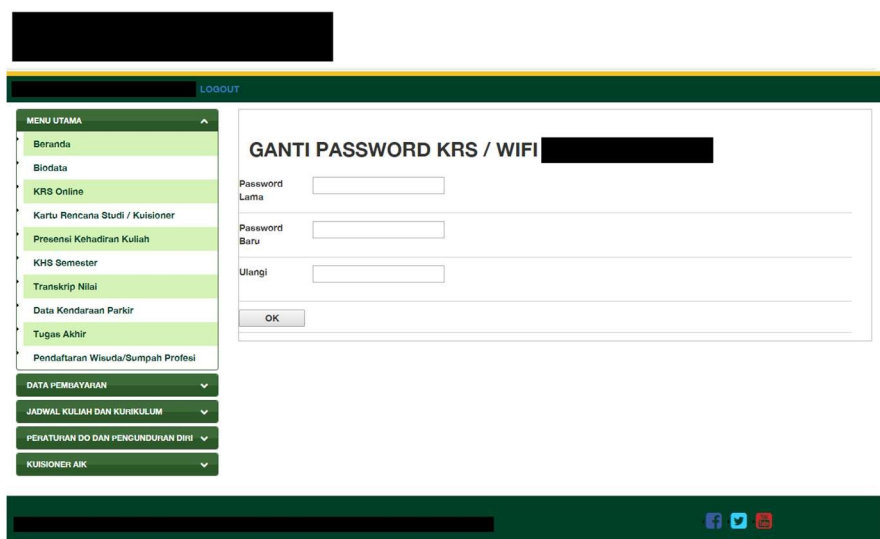 LOGOUT
MENU UTAMA
Beranda
Biodata
KRS Online
Kartu Rencana Studi / Kuisioner
Presensi Kehadiran Kuliah
KHS Semester
Transkrip Nilai
Data Kendaraan Parkir
Tugas Akhir
Pendaftaran Wisuda/Sumpah Profesi
DATA PEMBAYARAN
JADWAL KULIAH DAN KURIKULUM
PERATURAN DO DAN PENGUNDURAN DIRI
KUISIONER AIK
GANTI PASSWORD KRS / WIFI
Password
Lama
Password
Baru
Ulangi
OK